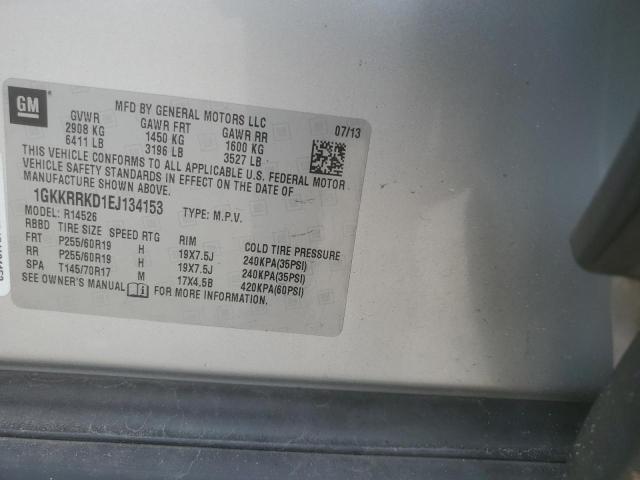 GM
MFD BY GENERAL MOTORS LLC
07/13
GVWR GAWR FRT GAWR RR
2908 KG 1450 KG 1600 KG
6411 LB 3196 LB 3527 LB
THIS VEHICLE CONFORMS TO ALL APPLICABLE U.S. FEDERAL MOTOR
VEHICLE SAFETY STANDARDS IN EFFECT ON THE DATE OF
MANUFACTURE SHOWN ABOVE.
1GKKRRKD1EJ134153 TYPE: M.P.V.
MODEL: R14526
RBBD TIRE SIZE SPEED RTG RIM COLD TIRE PRESSURE
FRT P255/60R19 H 19X7.5J 240KPA(35PSI)
RR P255/60R19 H 19X7.5J 240KPA(35PSI)
SPA T145/70R17 M 17X4.5B 420KPA(60PSI)
SEE OWNER'S MANUAL FOR MORE INFORMATION.